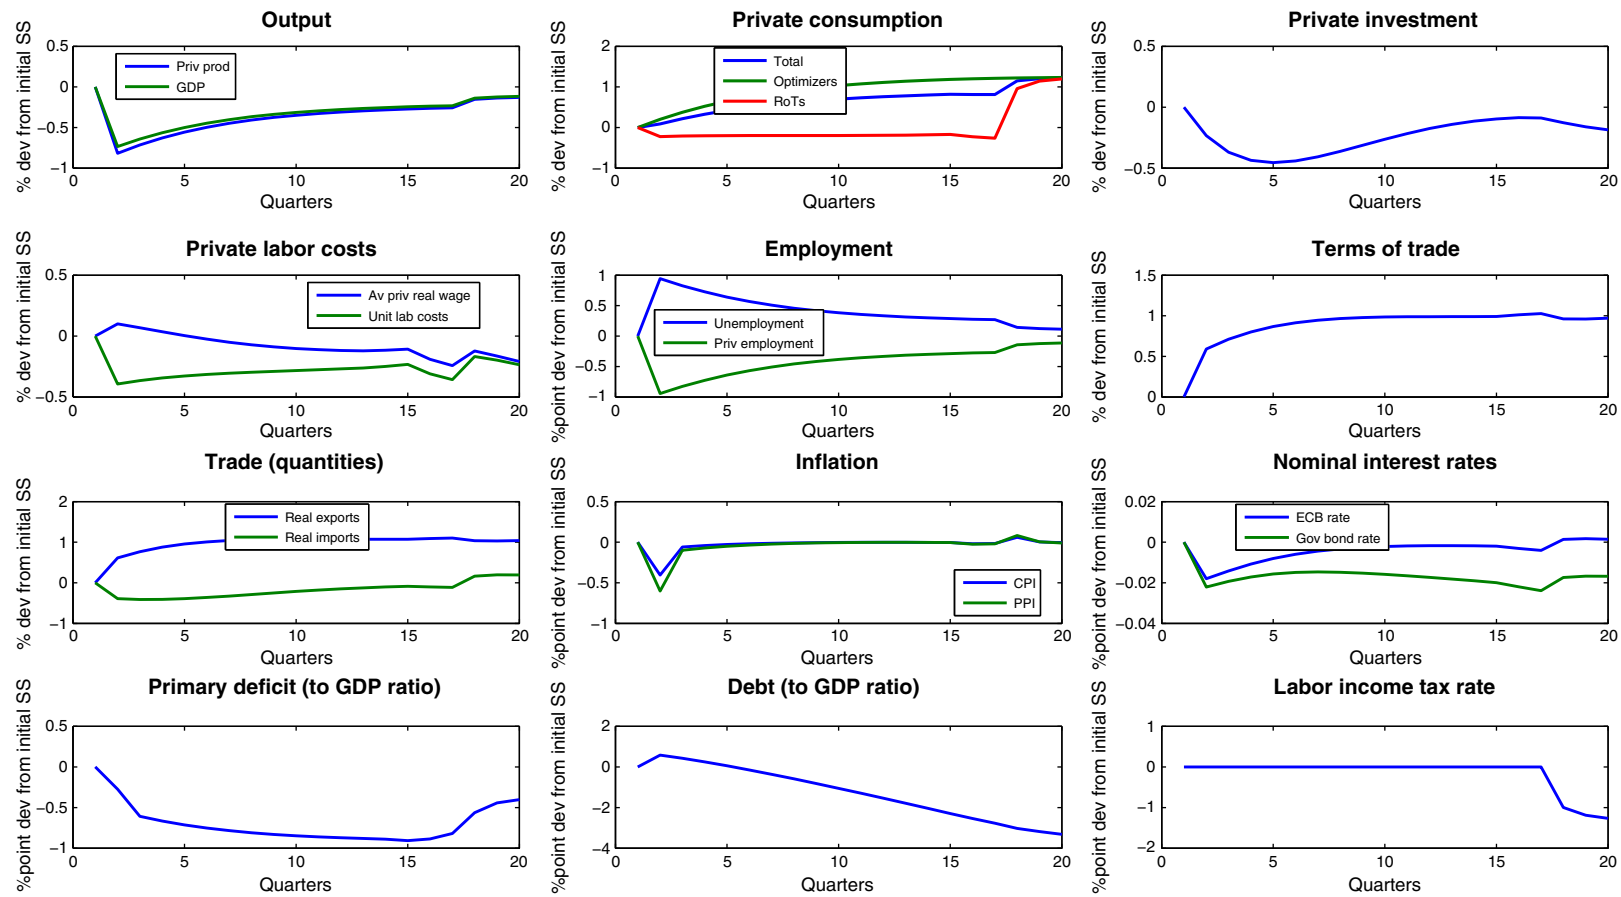 Output
% dev from initial SS
0.5
0
−0.5
−1
Priv prod
GDP
0 5 10 15 20
Quarters
Private consumption
% dev from initial SS
2
1
0
−1
Total
Optimizers
RoTs
0 5 10 15 20
Quarters
Private investment
% dev from initial SS
0.5
0
−0.5
0 5 10 15 20
Quarters
Private labor costs
% dev from initial SS
0.5
0
−0.5
Av priv real wage
Unit lab costs
0 5 10 15 20
Quarters
Employment
%point dev from initial SS
1
0.5
0
−0.5
−1
Unemployment
Priv employment
0 5 10 15 20
Quarters
Terms of trade
% dev from initial SS
1.5
1
0.5
0
0 5 10 15 20
Quarters
Trade (quantities)
% dev from initial SS
2
1
0
−1
Real exports
Real imports
0 5 10 15 20
Quarters
Inflation
%point dev from initial SS
0.5
0
−0.5
−1
CPI
PPI
0 5 10 15 20
Quarters
Nominal interest rates
%point dev from initial SS
0.02
0
−0.02
−0.04
ECB rate
Gov bond rate
0 5 10 15 20
Quarters
Primary deficit (to GDP ratio)
%point dev from initial SS
0.5
0
−0.5
−1
0 5 10 15 20
Quarters
Debt (to GDP ratio)
%point dev from initial SS
2
0
−2
−4
0 5 10 15 20
Quarters
Labor income tax rate
%point dev from initial SS
1
0
−1
−2
0 5 10 15 20
Quarters